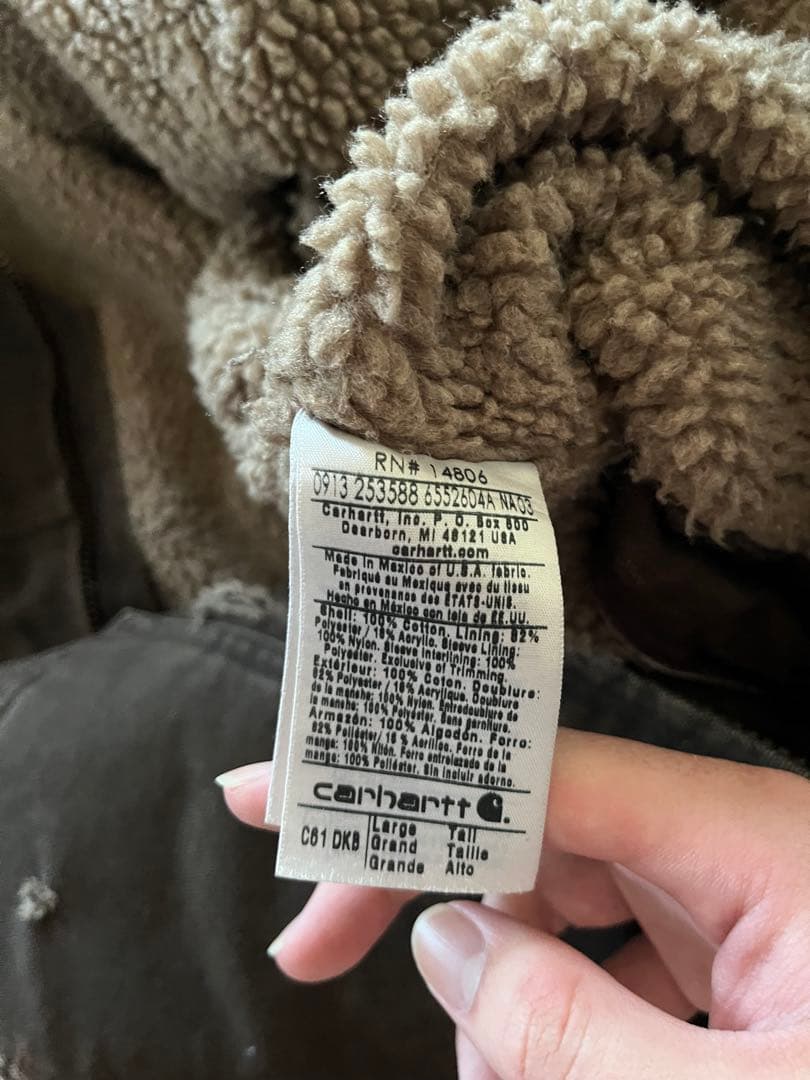 RN# 14806
0913 253588 6552604A NA03
Carhartt, Inc. P. O. Box 600
Dearborn, MI 48121 USA
carhartt.com
Made in Mexico of U.S.A. fabric.
Fabriqué au Mexique avec du tissu
en provenance des ÉTATS-UNIS.
Hecho en México con tela de EE.UU.
Shell: 100% Cotton. Lining: 82%
Polyester / 18% Acrylic. Sleeve Lining:
100% Nylon. Sleeve Interlining: 100%
Polyester. Exclusive of Trimming.
Extérieur: 100% Coton. Doublure:
82% Polyester / 18% Acrylique. Doublure
de la manche: 100% Nylon. Entredoublure de
la manche: 100% Polyester. Sans garniture.
Armazón: 100% Algodon. Forro:
82% Poliéster / 18 % Acrílico. Forro de la
manga: 100% Nilón. Forro entrelazado de la
manga: 100% Poliéster. Sin incluir adorno.
carhartt
C61 DKB Large Tall
Grand Taille
Grande Alto